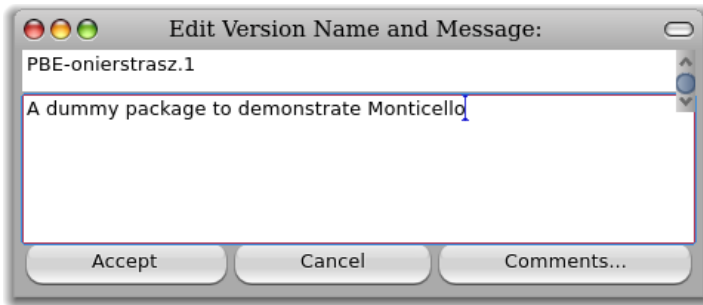 Edit Version Name and Message:
PBE-onierstrasz.1
A dummy package to demonstrate Monticello
Accept
Cancel
Comments...